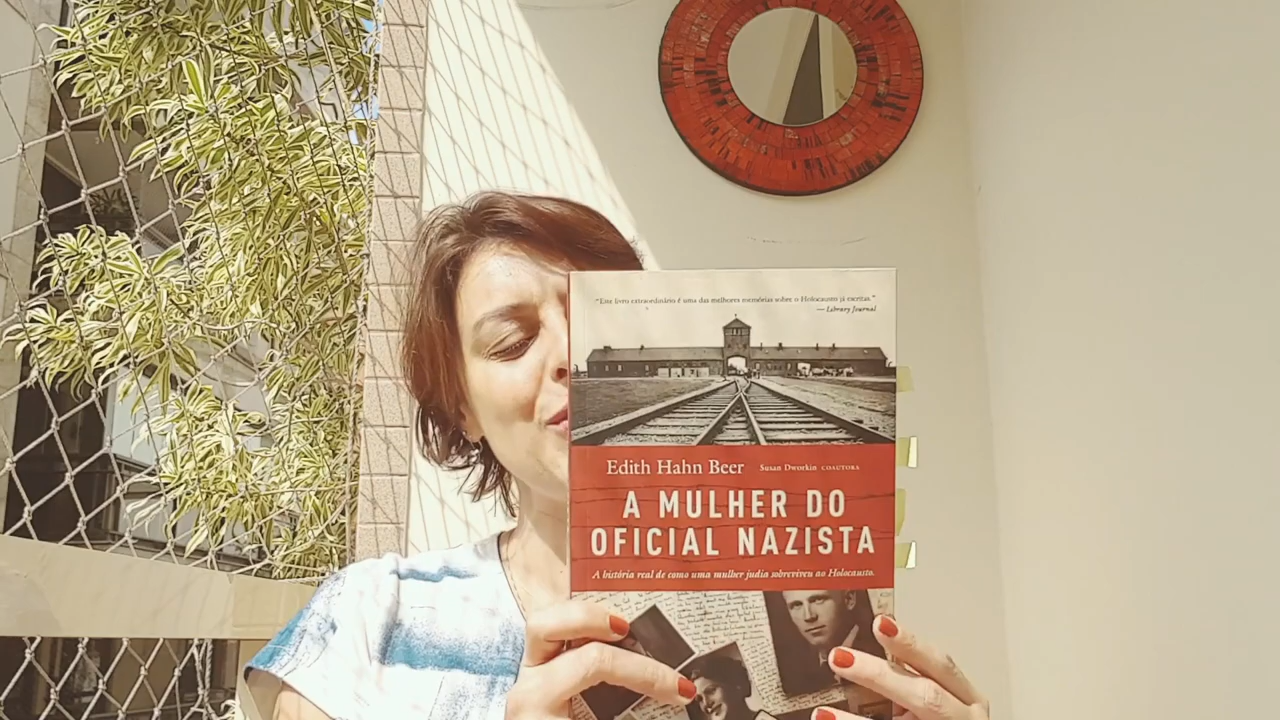 "Este livro extraordinário é uma das melhores memórias sobre o Holocausto já escritas."
— Library Journal
Edith Hahn Beer Susan Dworkin COAUTORA
A MULHER DO
OFICIAL NAZISTA
A história real de como uma mulher judia sobreviveu ao Holocausto.